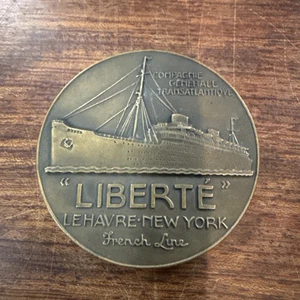 COMPAGNIE
GÉNÉRALE
TRANSATLANTIQUE
"LIBERTÉ"
LE HAVRE-NEW YORK
French Line